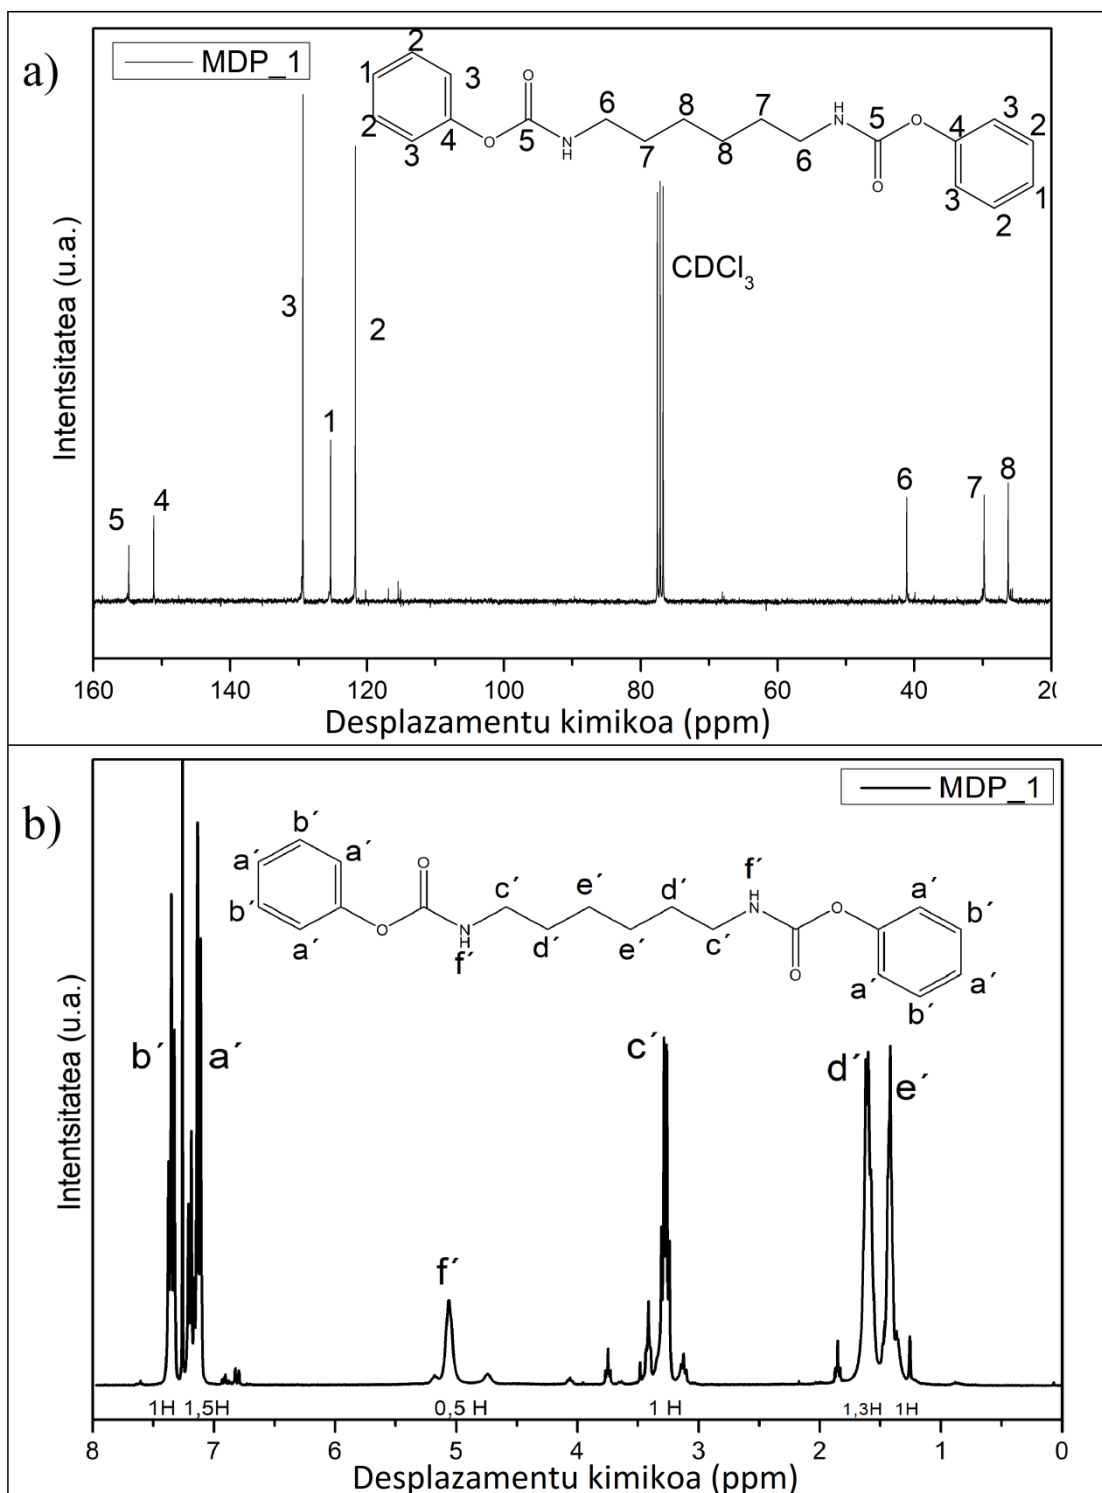 a)
MDP_1
2
1
3
2
3
4
O
O
5
N
H
6
7
8
8
7
6
H
N
5
O
O
4
3
2
3
1
2
CDCl3
3
2
1
5
4
6
7
8
Intentsitatea (u.a.)
160 140 120 100 80 60 40 20
Desplazamentu kimikoa (ppm)
b)
MDP_1
b´
a´
a´
b´
a´
O
O
N
H
f´
c´
d´
e´
e´
d´
c´
f´
H
N
O
O
a´
b´
a´
a´
b´
b´
a´
f´
c´
d´
e´
Intentsitatea (u.a.)
1H 1,5H 0,5 H 1 H 1,3H 1H
8 7 6 5 4 3 2 1 0
Desplazamentu kimikoa (ppm)